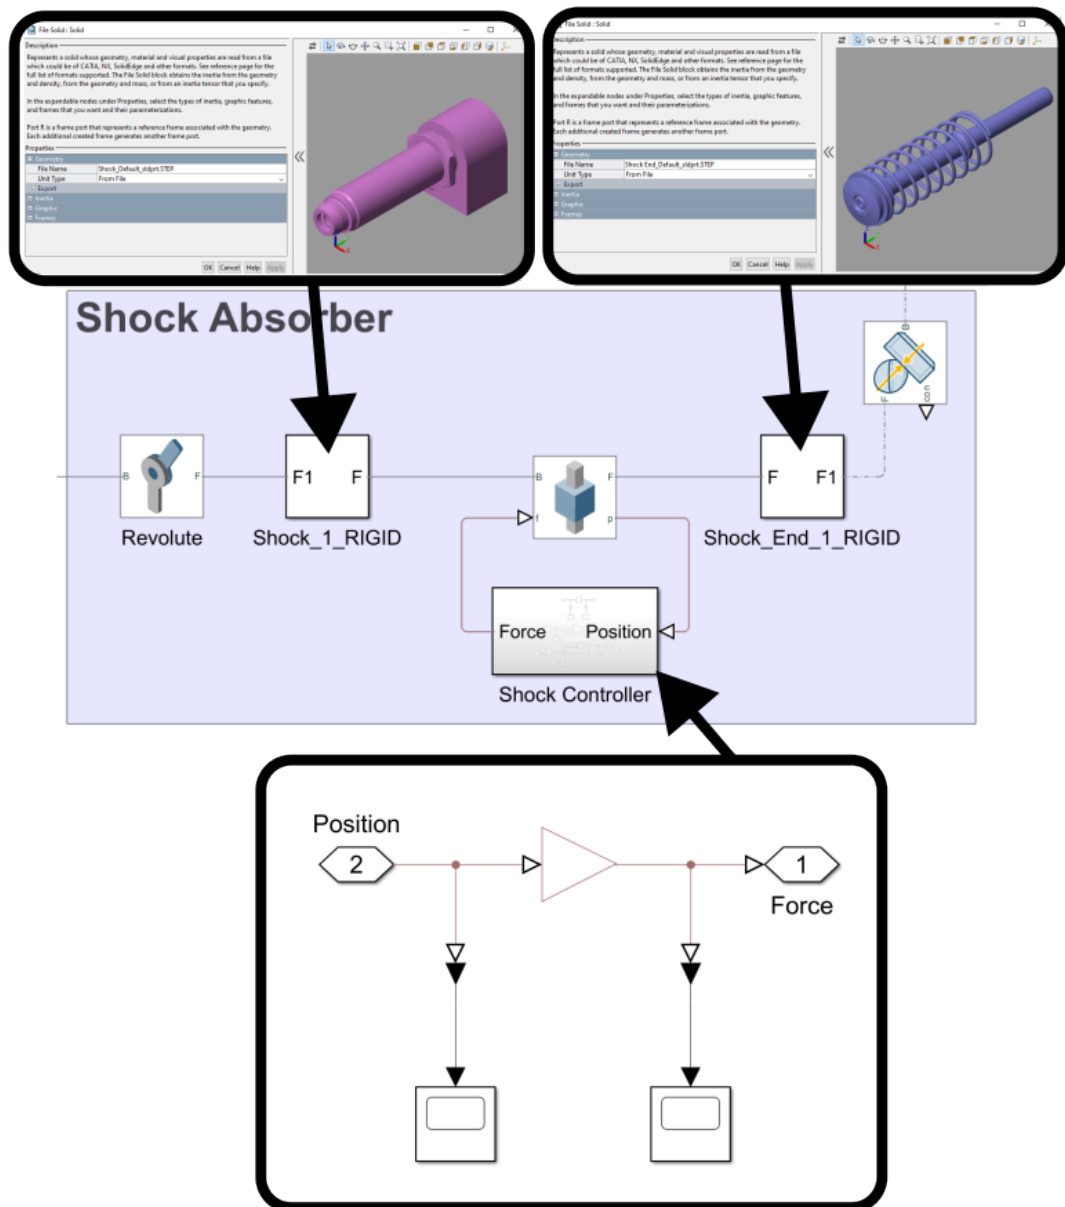 File Solid : Solid
Description
Represents a solid whose geometry, material and visual properties are read from a file
which could be of CATIA, NX, SolidEdge and other formats. See reference page for the
full list of formats supported. The File Solid block obtains the inertia from the geometry
and density, from the geometry and mass, or from an inertia tensor that you specify.
In the expandable nodes under Properties, select the types of inertia, graphic features,
and frames that you want and their parameterizations.
Port R is a frame port that represents a reference frame associated with the geometry.
Each additional created frame generates another frame port.
Properties
Geometry
File Name Shock_Default_sldprt.STEP
Unit Type From File
Export
Inertia
Graphic
Frames
OK Cancel Help Apply
File Solid : Solid
Description
Represents a solid whose geometry, material and visual properties are read from a file
which could be of CATIA, NX, SolidEdge and other formats. See reference page for the
full list of formats supported. The File Solid block obtains the inertia from the geometry
and density, from the geometry and mass, or from an inertia tensor that you specify.
In the expandable nodes under Properties, select the types of inertia, graphic features,
and frames that you want and their parameterizations.
Port R is a frame port that represents a reference frame associated with the geometry.
Each additional created frame generates another frame port.
Properties
Geometry
File Name Shock End_Default_sldprt.STEP
Unit Type From File
Export
Inertia
Graphic
Frames
OK Cancel Help Apply
Shock Absorber
B
F
con
B F
Revolute
F1 F
Shock_1_RIGID
B F
f p
F F1
Shock_End_1_RIGID
Force Position
Shock Controller
Position
2
1
Force